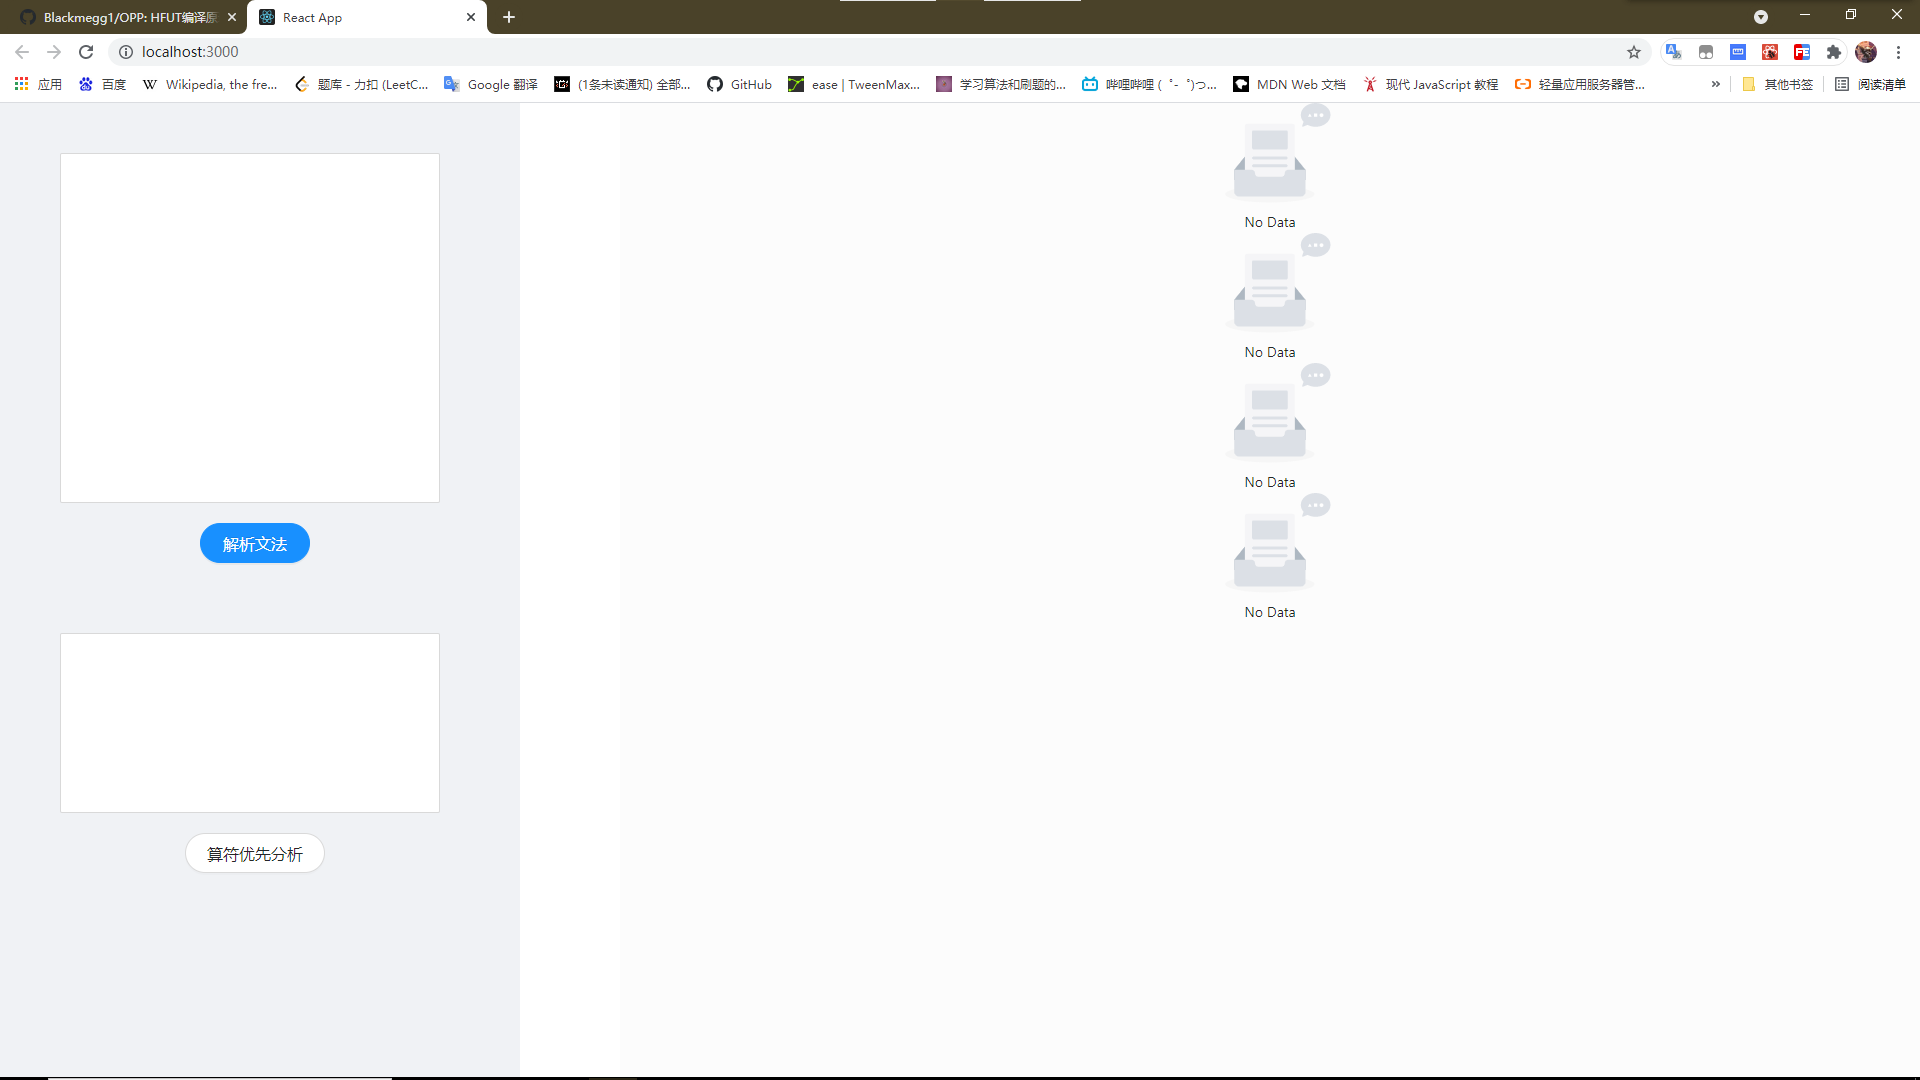 Blackmegg1/OPP: HFUT编译原
React App
localhost:3000
应用
百度
Wikipedia, the fre...
题库 - 力扣 (LeetC...
Google 翻译
(1条未读通知) 全部...
GitHub
ease | TweenMax...
学习算法和刷题的...
哔哩哔哩 ( ゜- ゜)つ...
MDN Web 文档
现代 JavaScript 教程
轻量应用服务器管...
»
其他书签
阅读清单
No Data
No Data
No Data
No Data
解析文法
算符优先分析